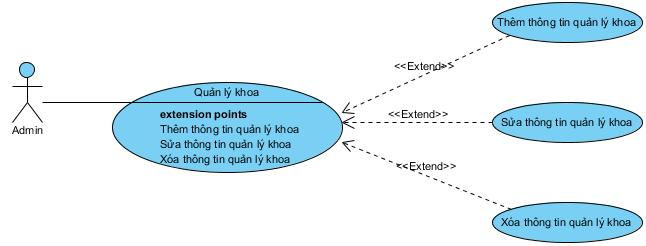 Thêm thông tin quản lý khoa
<<Extend>>
Quản lý khoa
extension points
Thêm thông tin quản lý khoa
Sửa thông tin quản lý khoa
Xóa thông tin quản lý khoa
Admin
<<Extend>>
Sửa thông tin quản lý khoa
<<Extend>>
Xóa thông tin quản lý khoa